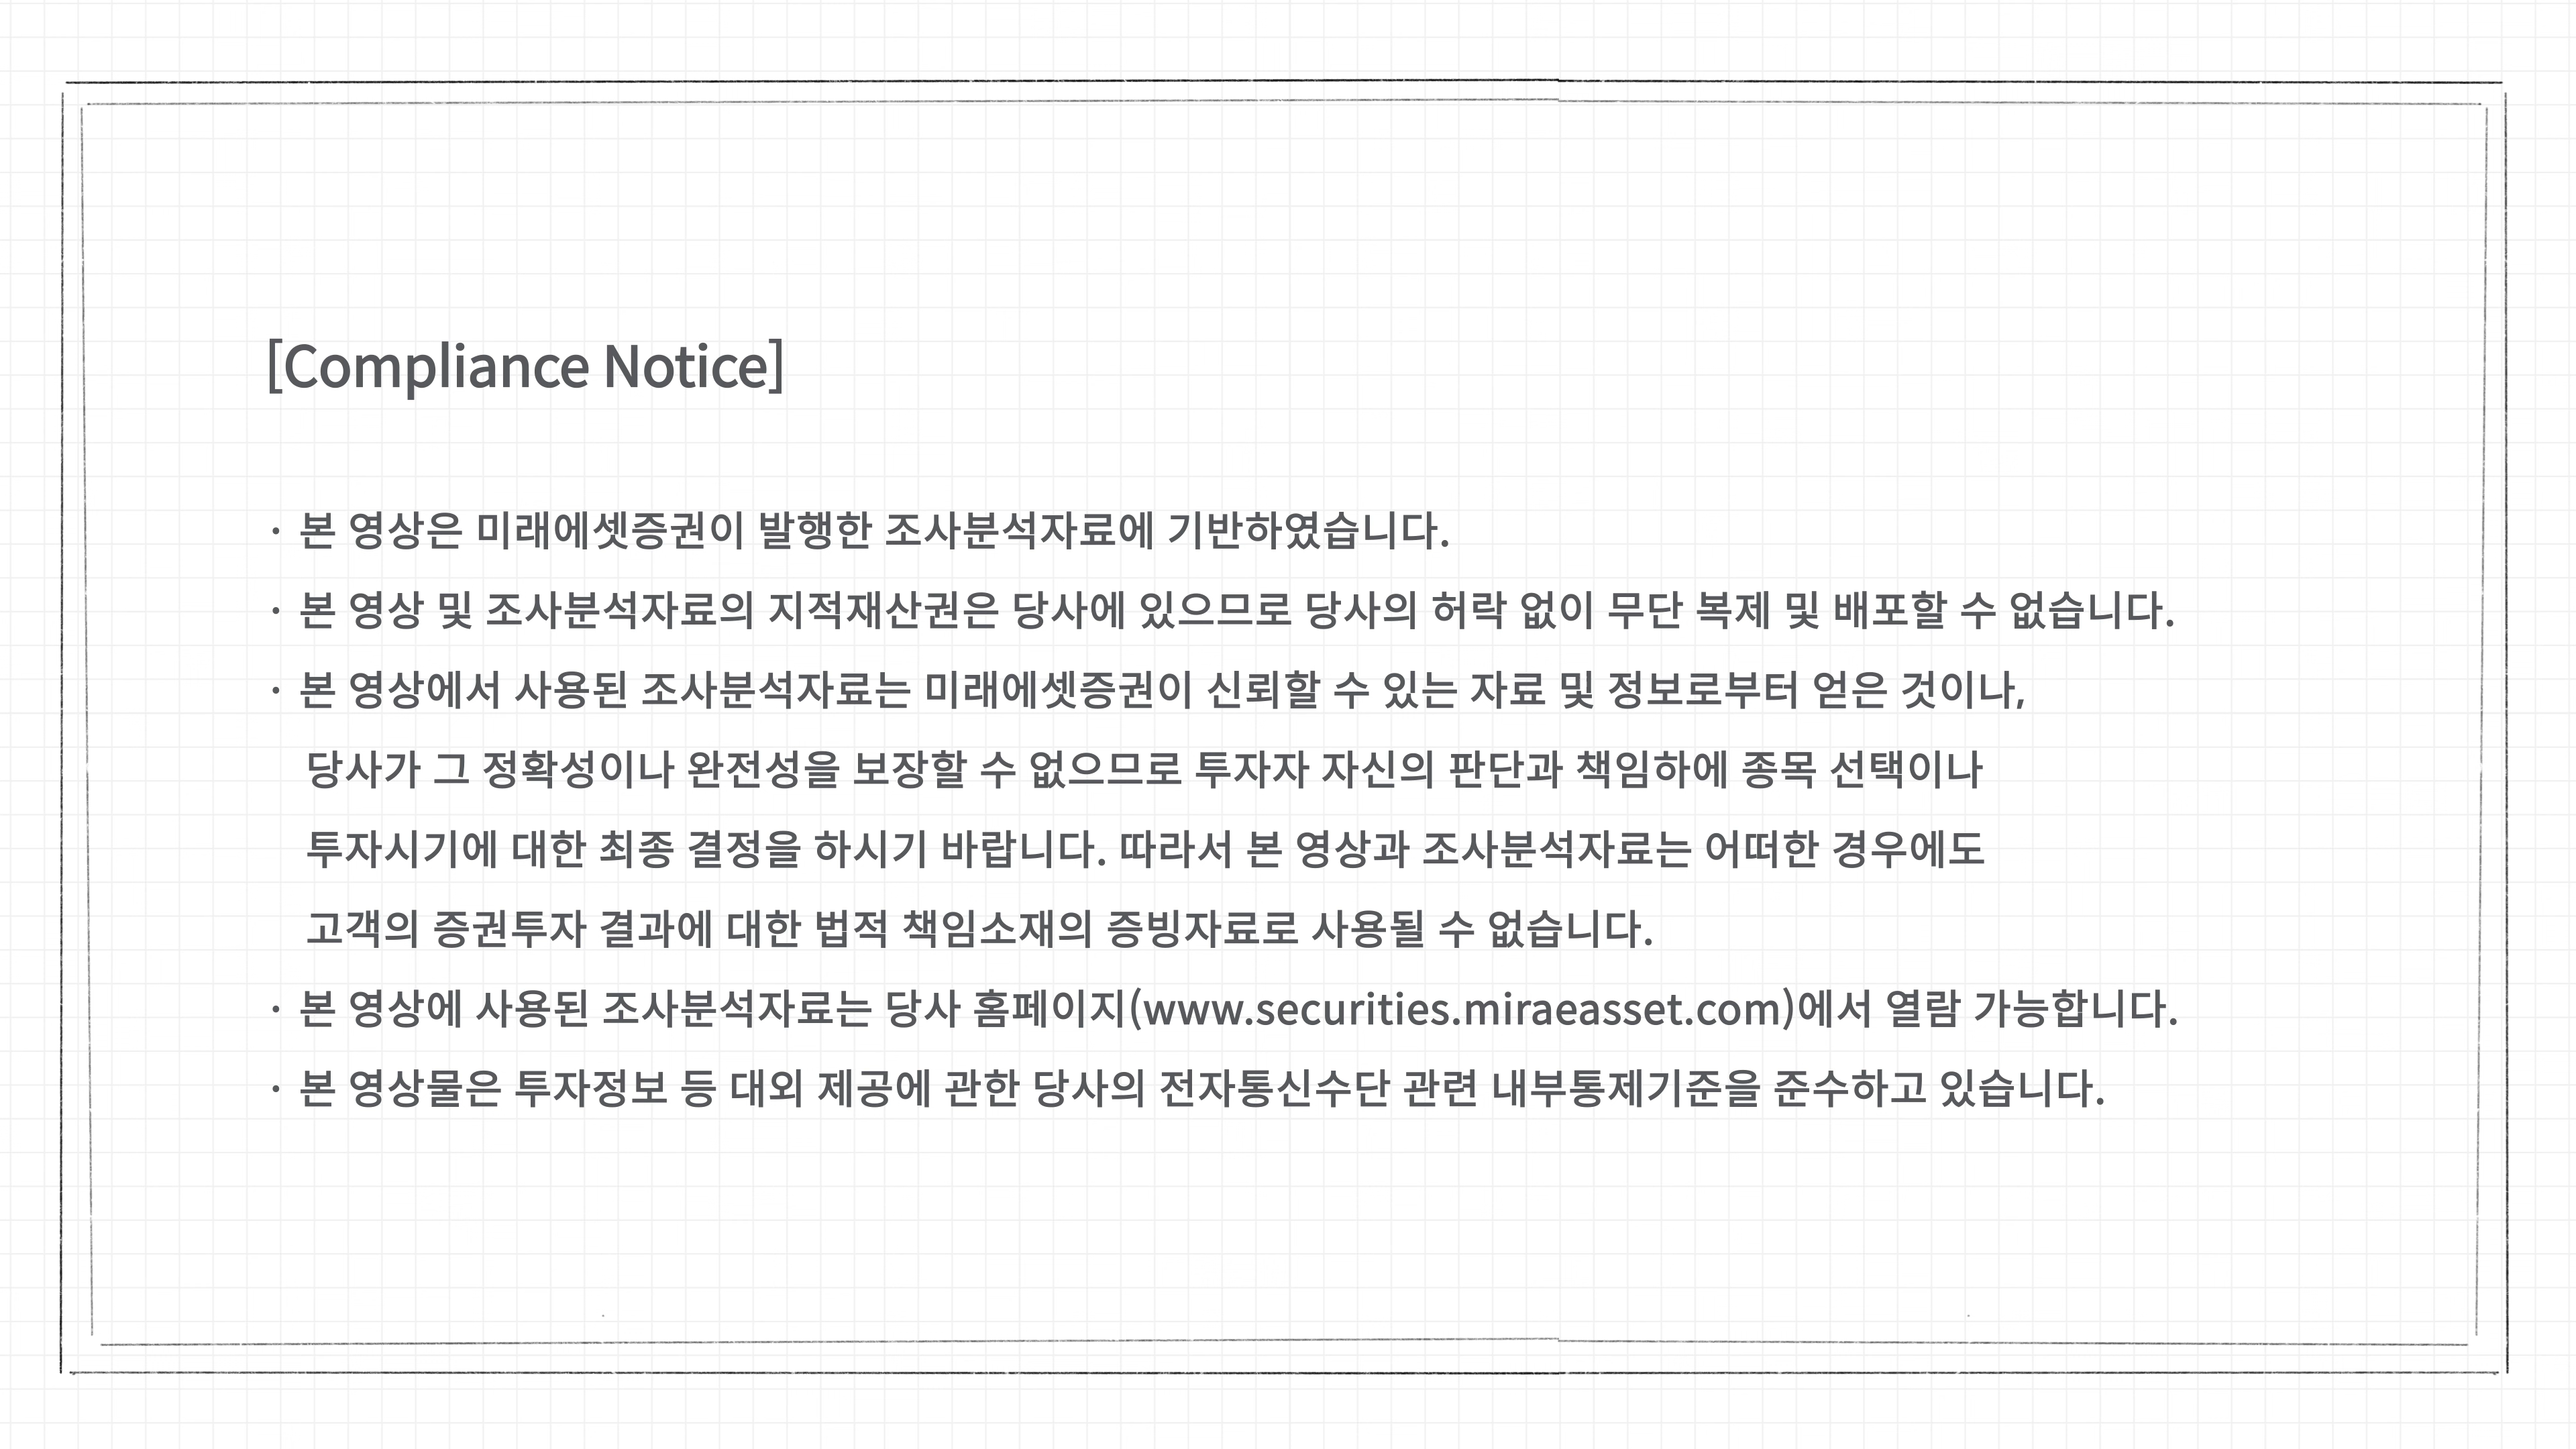 [Compliance Notice]
· 본 영상은 미래에셋증권이 발행한 조사분석자료에 기반하였습니다.
· 본 영상 및 조사분석자료의 지적재산권은 당사에 있으므로 당사의 허락 없이 무단 복제 및 배포할 수 없습니다.
· 본 영상에서 사용된 조사분석자료는 미래에셋증권이 신뢰할 수 있는 자료 및 정보로부터 얻은 것이나,
당사가 그 정확성이나 완전성을 보장할 수 없으므로 투자자 자신의 판단과 책임하에 종목 선택이나
투자시기에 대한 최종 결정을 하시기 바랍니다. 따라서 본 영상과 조사분석자료는 어떠한 경우에도
고객의 증권투자 결과에 대한 법적 책임소재의 증빙자료로 사용될 수 없습니다.
· 본 영상에 사용된 조사분석자료는 당사 홈페이지(www.securities.miraeasset.com)에서 열람 가능합니다.
· 본 영상물은 투자정보 등 대외 제공에 관한 당사의 전자통신수단 관련 내부통제기준을 준수하고 있습니다.